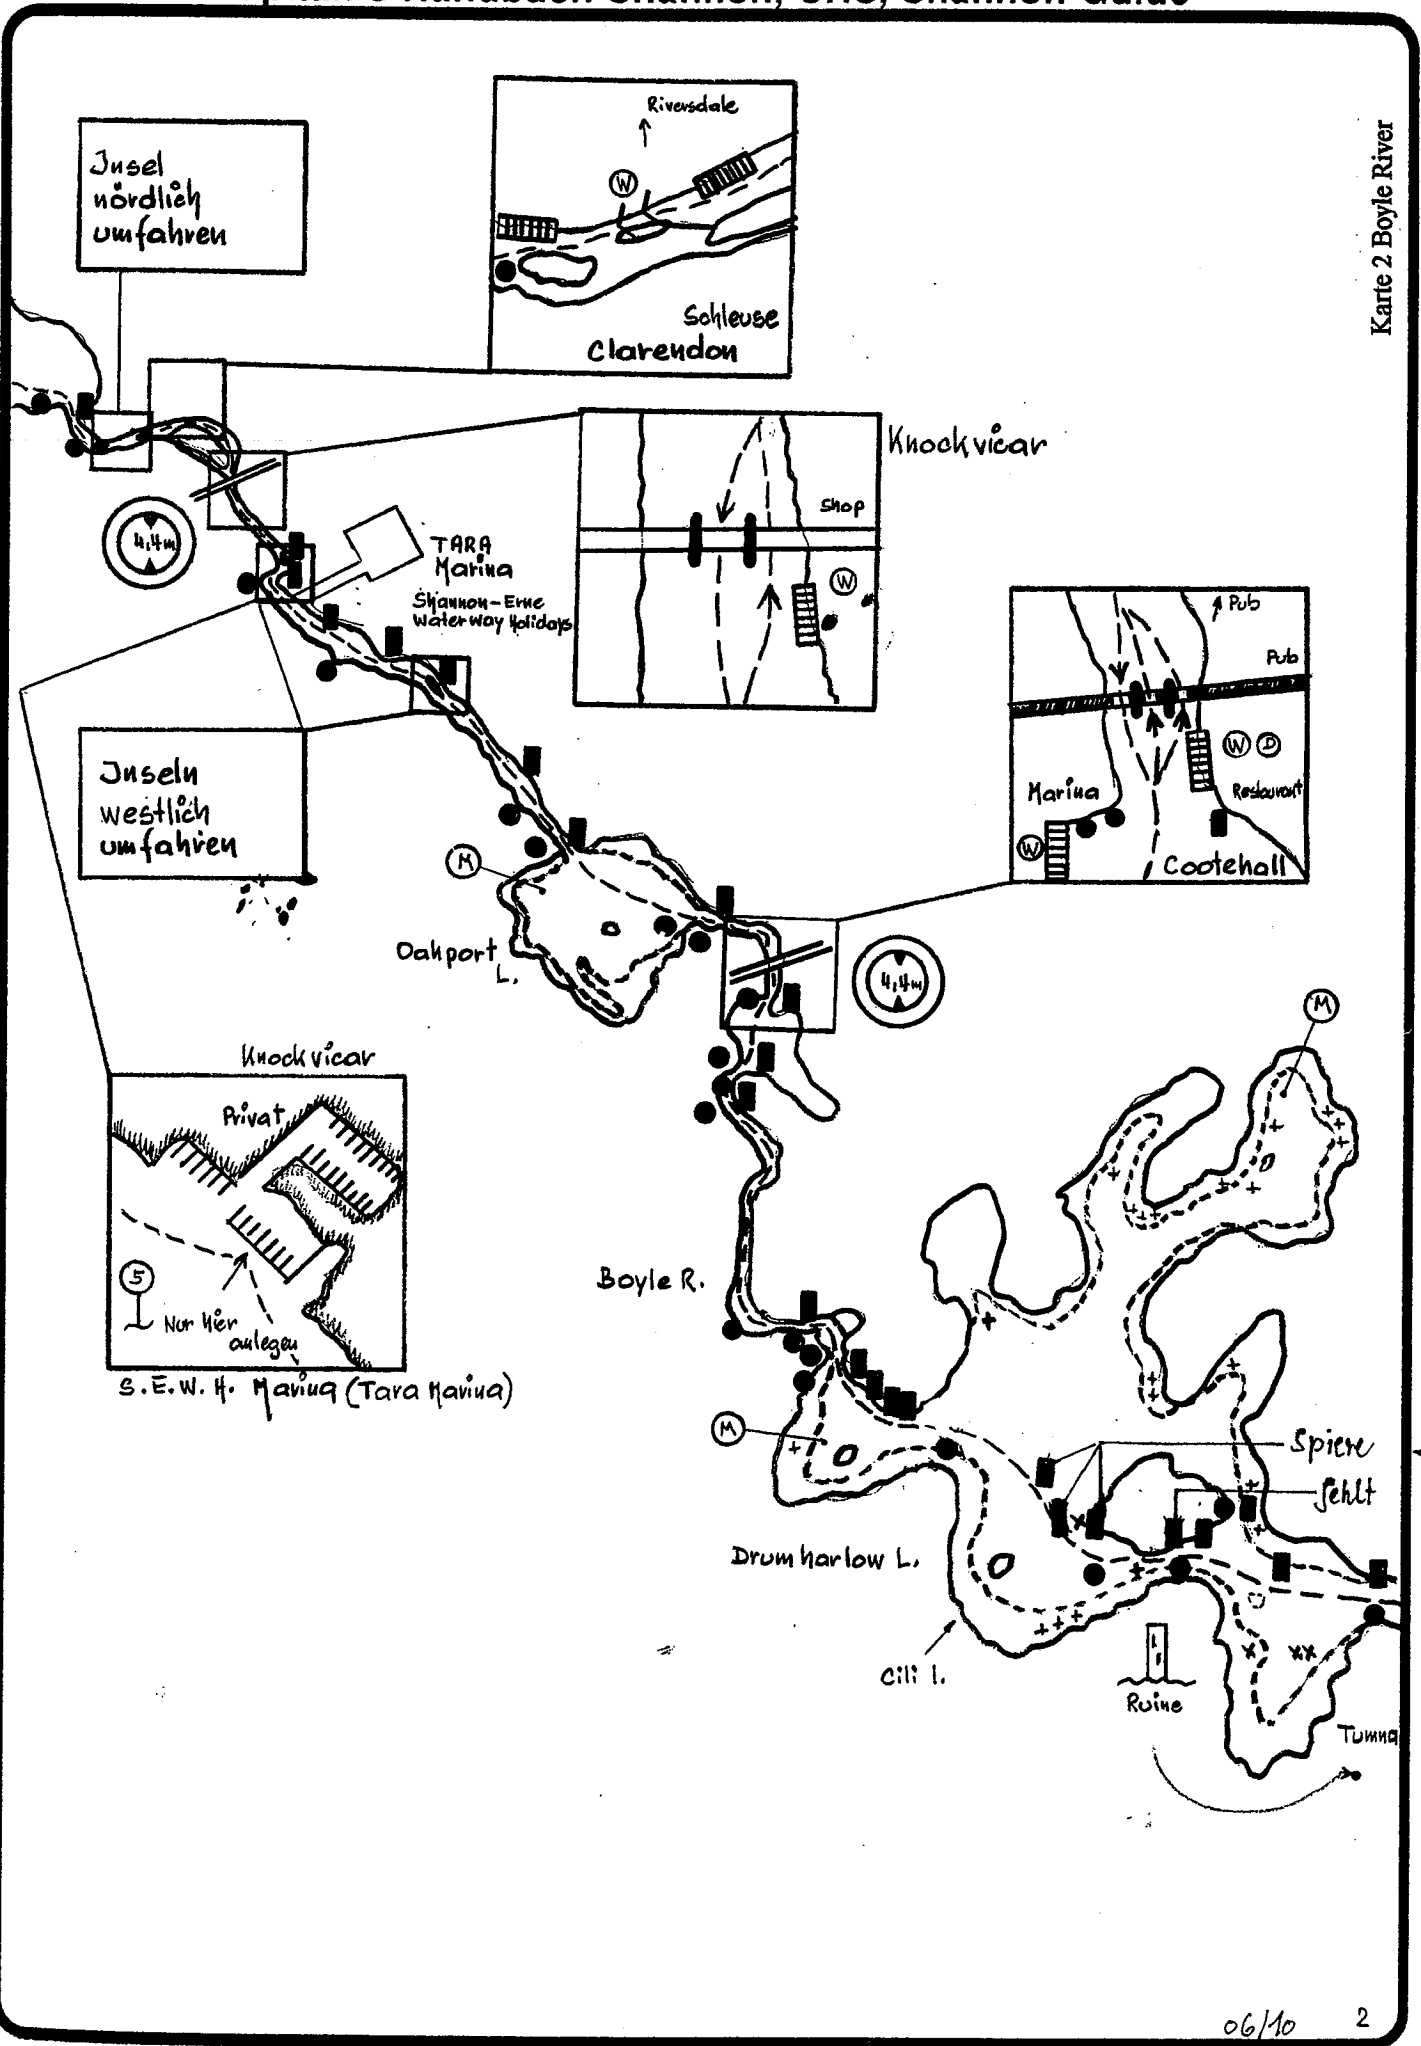 Karte 2 Boyle River
Insel
nördlich
umfahren
Riversdale
W
Schleuse
Clarendon
Knockvicar
Shop
W
4,4m
TARA
Marina
Shannon-Erne
Waterway Holidays
Pub
Pub
W D
Marina
Restaurant
W
Cootehall
Inseln
westlich
umfahren
M
Oakport
L.
4,4m
M
Knockvicar
Privat
5
Nur hier
anlegen
S.E.W.H. Marina (Tara Marina)
Boyle R.
M
Spiere
fehlt
Drumharlow L.
Cili I.
Ruine
Tumna
06/10
2